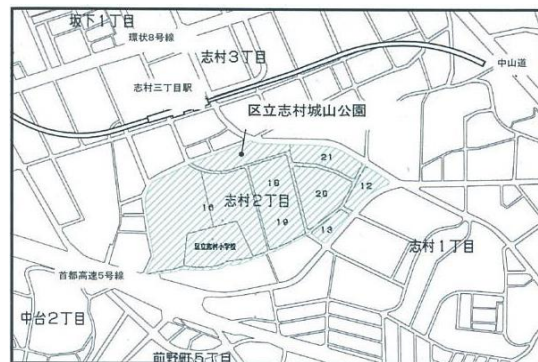 坂下1丁目
環状8号線
志村3丁目
中山道
志村三丁目駅
区立志村城山公園
21
18
12
志村2丁目
20
16
19
13
区立志村小学校
志村1丁目
首都高速5号線
中台2丁目
前野町5丁目